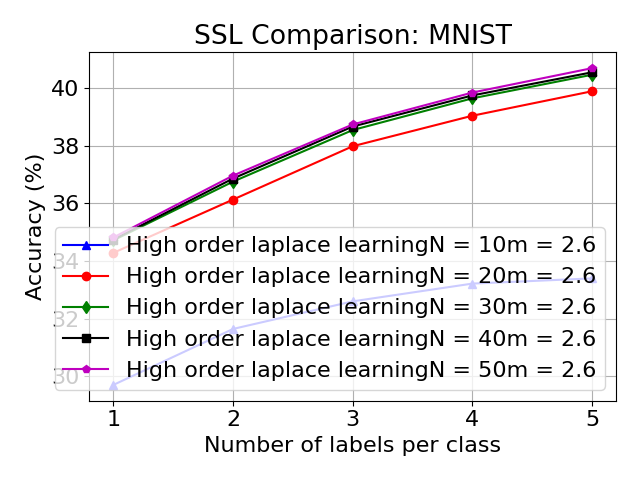 SSL Comparison: MNIST
Accuracy (%)
40
38
36
34
32
30
High order laplace learningN = 10m = 2.6
High order laplace learningN = 20m = 2.6
High order laplace learningN = 30m = 2.6
High order laplace learningN = 40m = 2.6
High order laplace learningN = 50m = 2.6
1 2 3 4 5
Number of labels per class